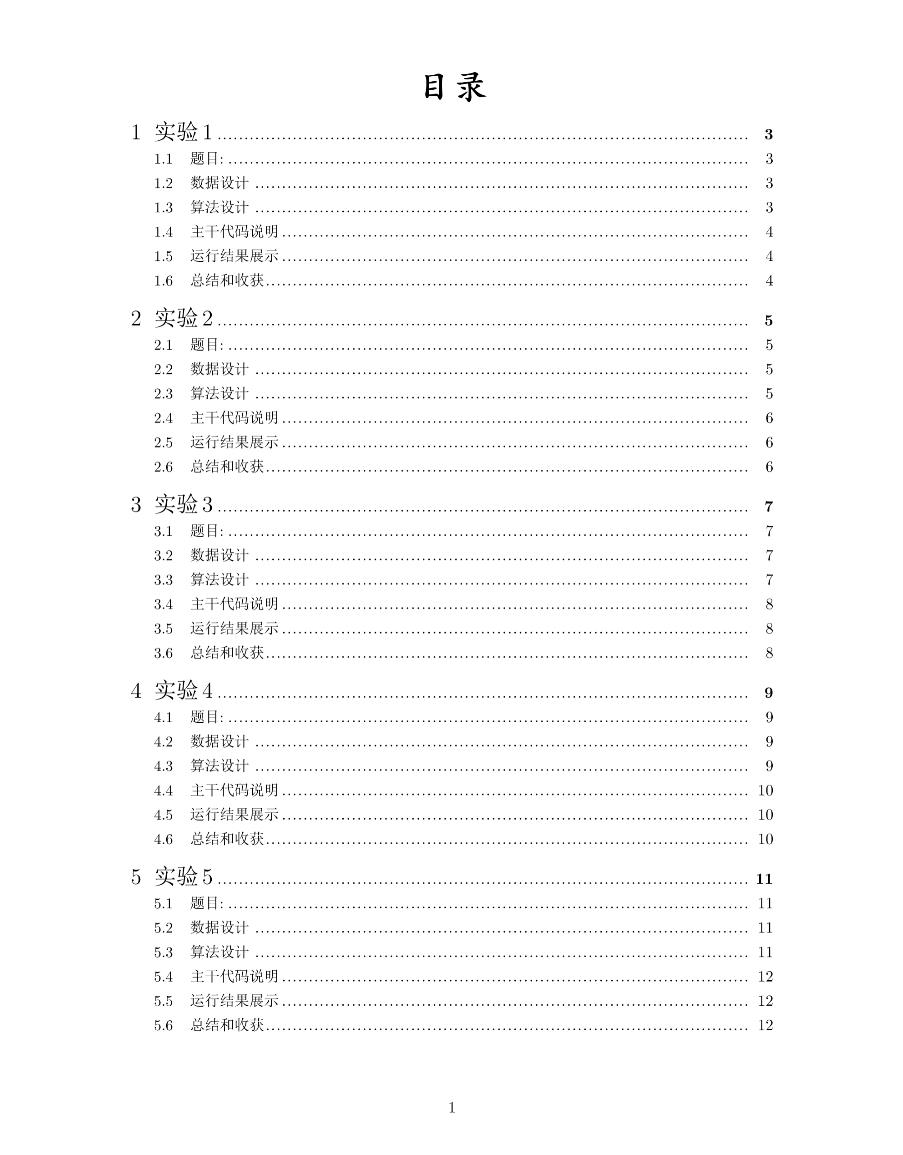 目录
1 实验1 ........ 3
1.1 题目: ........ 3
1.2 数据设计 ........ 3
1.3 算法设计 ........ 3
1.4 主干代码说明 ........ 4
1.5 运行结果展示 ........ 4
1.6 总结和收获 ........ 4
2 实验2 ........ 5
2.1 题目: ........ 5
2.2 数据设计 ........ 5
2.3 算法设计 ........ 5
2.4 主干代码说明 ........ 6
2.5 运行结果展示 ........ 6
2.6 总结和收获 ........ 6
3 实验3 ........ 7
3.1 题目: ........ 7
3.2 数据设计 ........ 7
3.3 算法设计 ........ 7
3.4 主干代码说明 ........ 8
3.5 运行结果展示 ........ 8
3.6 总结和收获 ........ 8
4 实验4 ........ 9
4.1 题目: ........ 9
4.2 数据设计 ........ 9
4.3 算法设计 ........ 9
4.4 主干代码说明 ........ 10
4.5 运行结果展示 ........ 10
4.6 总结和收获 ........ 10
5 实验5 ........ 11
5.1 题目: ........ 11
5.2 数据设计 ........ 11
5.3 算法设计 ........ 11
5.4 主干代码说明 ........ 12
5.5 运行结果展示 ........ 12
5.6 总结和收获 ........ 12
1